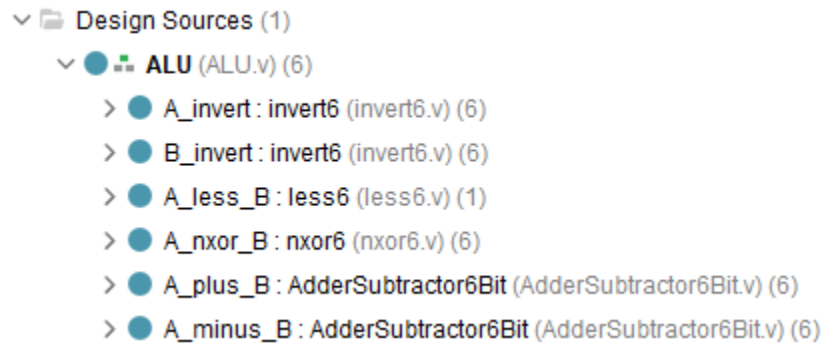 Design Sources (1)
ALU (ALU.v) (6)
A_invert : invert6 (invert6.v) (6)
B_invert : invert6 (invert6.v) (6)
A_less_B : less6 (less6.v) (1)
A_nxor_B : nxor6 (nxor6.v) (6)
A_plus_B : AdderSubtractor6Bit (AdderSubtractor6Bit.v) (6)
A_minus_B : AdderSubtractor6Bit (AdderSubtractor6Bit.v) (6)